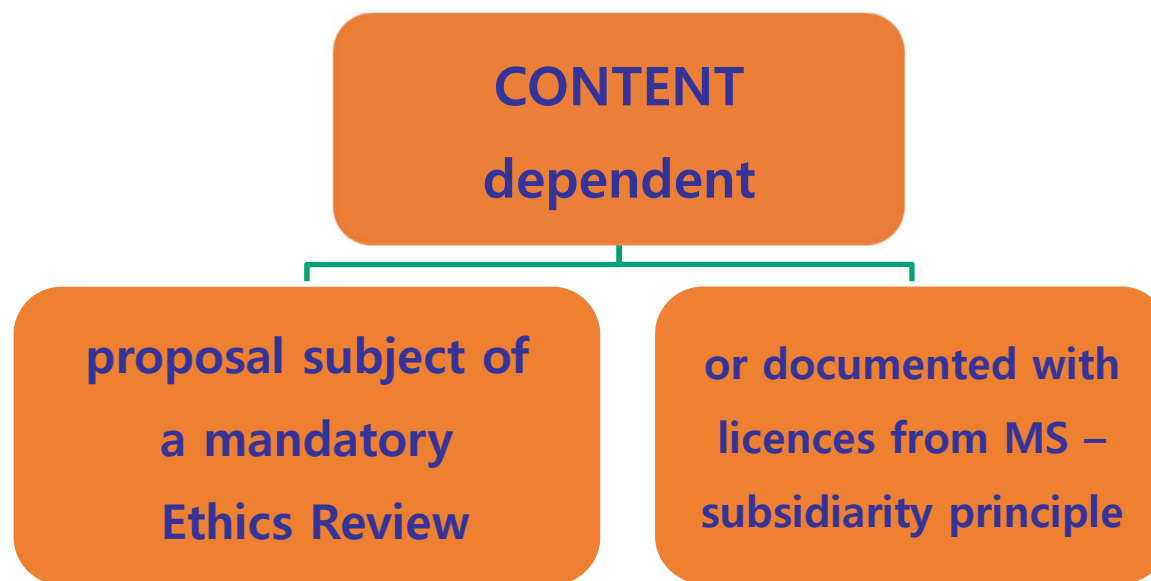 CONTENT
dependent
proposal subject of
a mandatory
Ethics Review
or documented with
licences from MS –
subsidiarity principle